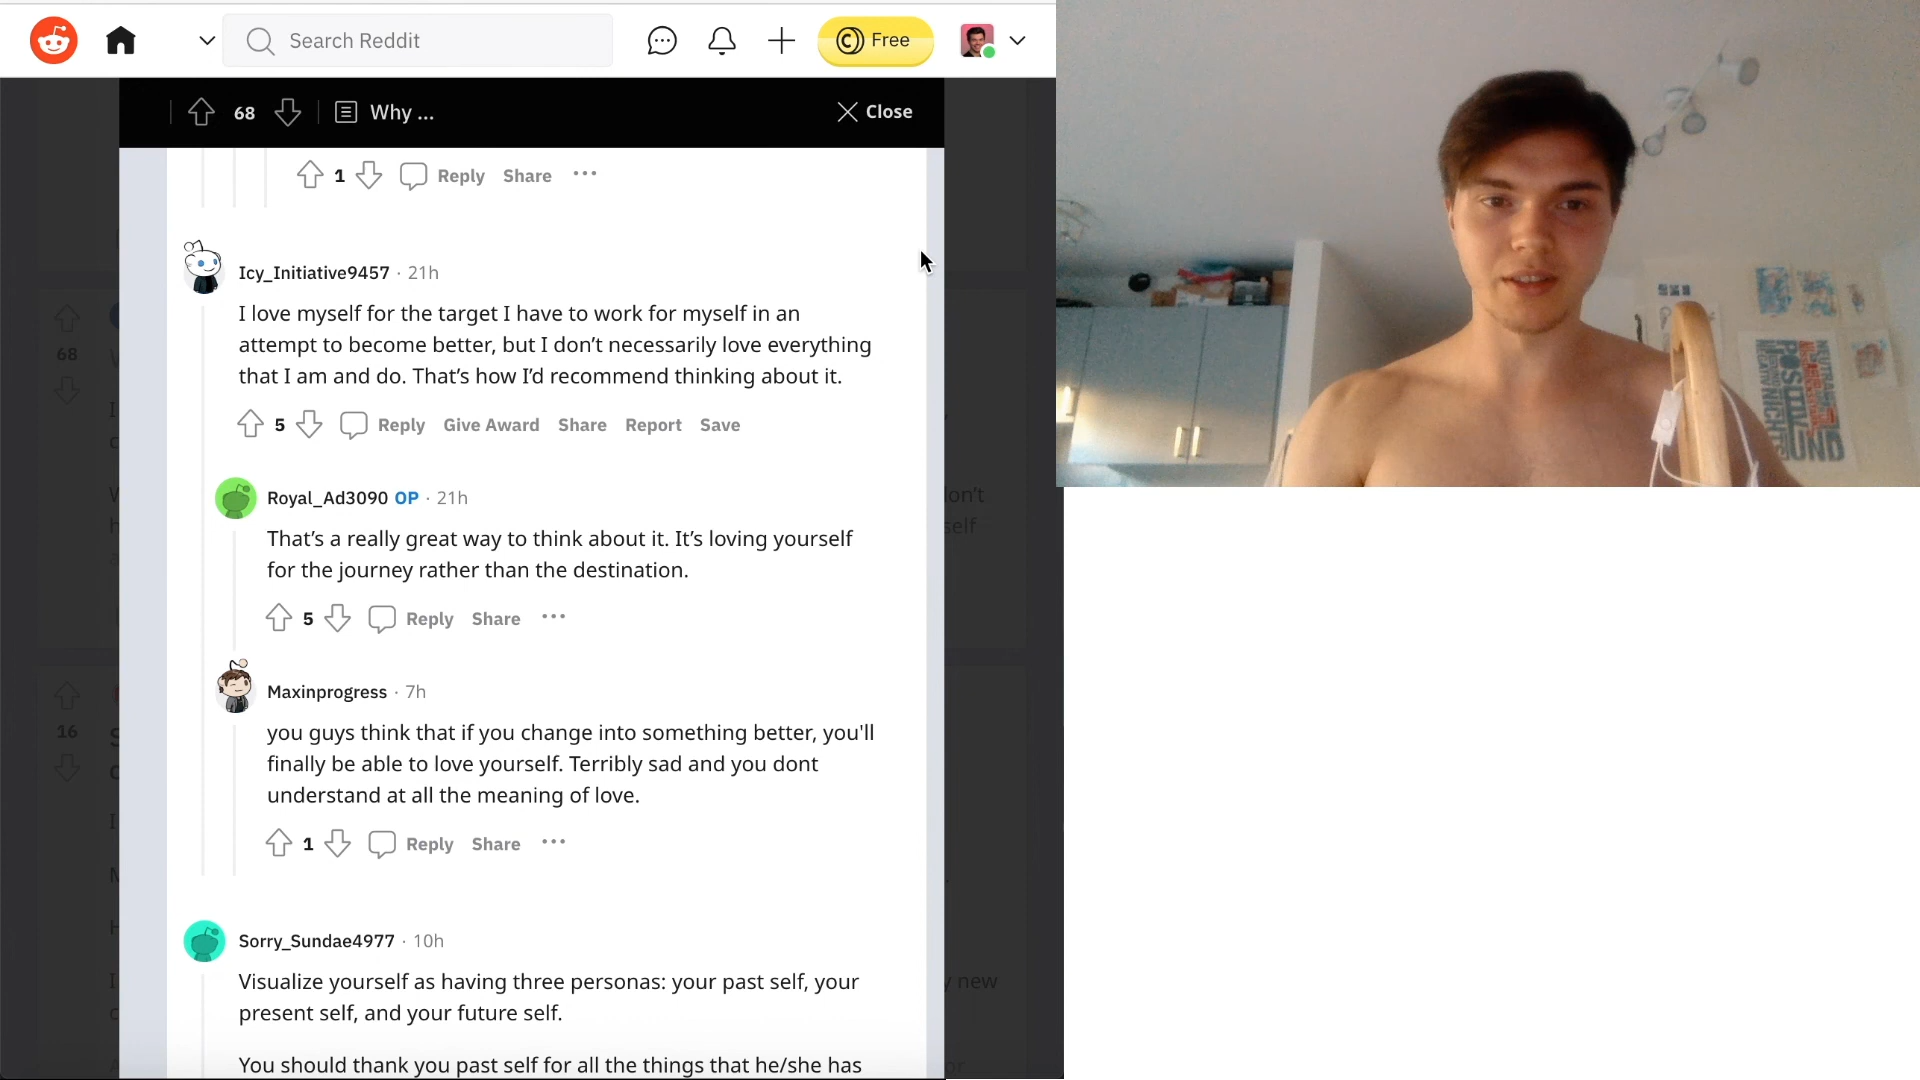 Search Reddit
Free
68
Why ...
Close
1
Reply
Share
Icy_Initiative9457 · 21h
I love myself for the target I have to work for myself in an
attempt to become better, but I don’t necessarily love everything
that I am and do. That’s how I’d recommend thinking about it.
5
Reply
Give Award
Share
Report
Save
Royal_Ad3090 OP · 21h
That’s a really great way to think about it. It’s loving yourself
for the journey rather than the destination.
5
Reply
Share
Maxinprogress · 7h
you guys think that if you change into something better, you'll
finally be able to love yourself. Terribly sad and you dont
understand at all the meaning of love.
1
Reply
Share
Sorry_Sundae4977 · 10h
Visualize yourself as having three personas: your past self, your
present self, and your future self.
You should thank you past self for all the things that he/she has
68
16
new
POSITIV
UND